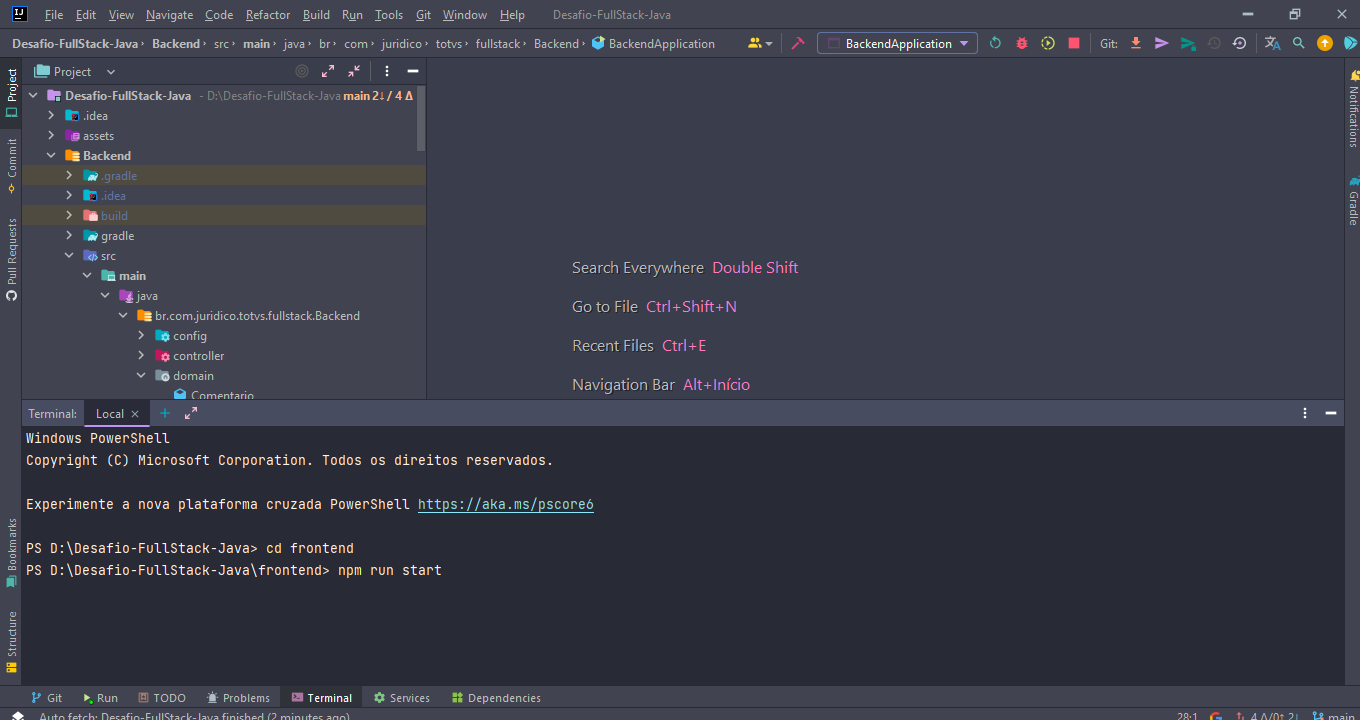 File Edit View Navigate Code Refactor Build Run Tools Git Window Help Desafio-FullStack-Java
Desafio-FullStack-Java Backend src main java br com juridico totvs fullstack Backend BackendApplication BackendApplication Git:
Project
Project
Notifications
Commit
Pull Requests
Gradle
Bookmarks
Structure
Desafio-FullStack-Java - D:\Desafio-FullStack-Java main 2↓ / 4 Δ
.idea
assets
Backend
.gradle
.idea
build
gradle
src
main
java
br.com.juridico.totvs.fullstack.Backend
config
controller
domain
Comentario
Search Everywhere Double Shift
Go to File Ctrl+Shift+N
Recent Files Ctrl+E
Navigation Bar Alt+Início
Terminal: Local
Windows PowerShell
Copyright (C) Microsoft Corporation. Todos os direitos reservados.
Experimente a nova plataforma cruzada PowerShell https://aka.ms/pscore6
PS D:\Desafio-FullStack-Java> cd frontend
PS D:\Desafio-FullStack-Java\frontend> npm run start
Git Run TODO Problems Terminal Services Dependencies
Auto fetch: Desafio-FullStack-Java finished (2 minutes ago) 28:1 4 Δ/0↑ 2↓ main